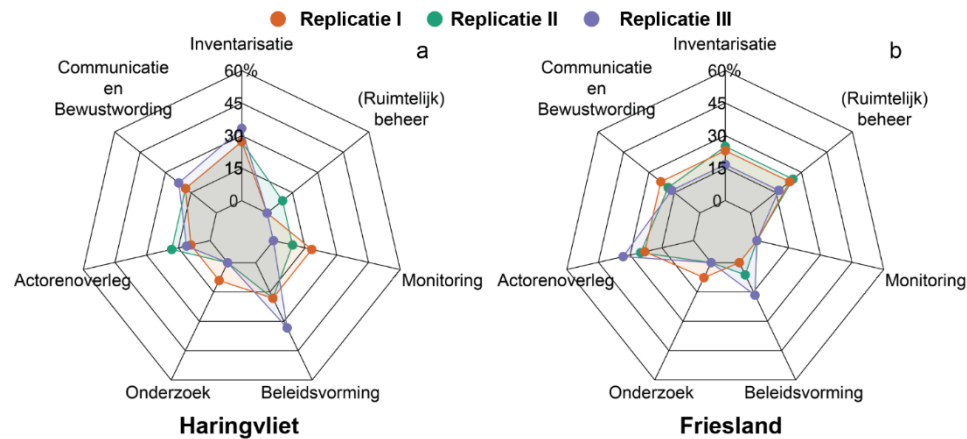 Replicatie I Replicatie II Replicatie III
Inventarisatie
a
60%
45
30
15
0
Communicatie
en
Bewustwording
(Ruimtelijk)
beheer
Actorenoverleg
Monitoring
Onderzoek
Beleidsvorming
Haringvliet
Inventarisatie
b
60%
45
30
15
0
Communicatie
en
Bewustwording
(Ruimtelijk)
beheer
Actorenoverleg
Monitoring
Onderzoek
Beleidsvorming
Friesland